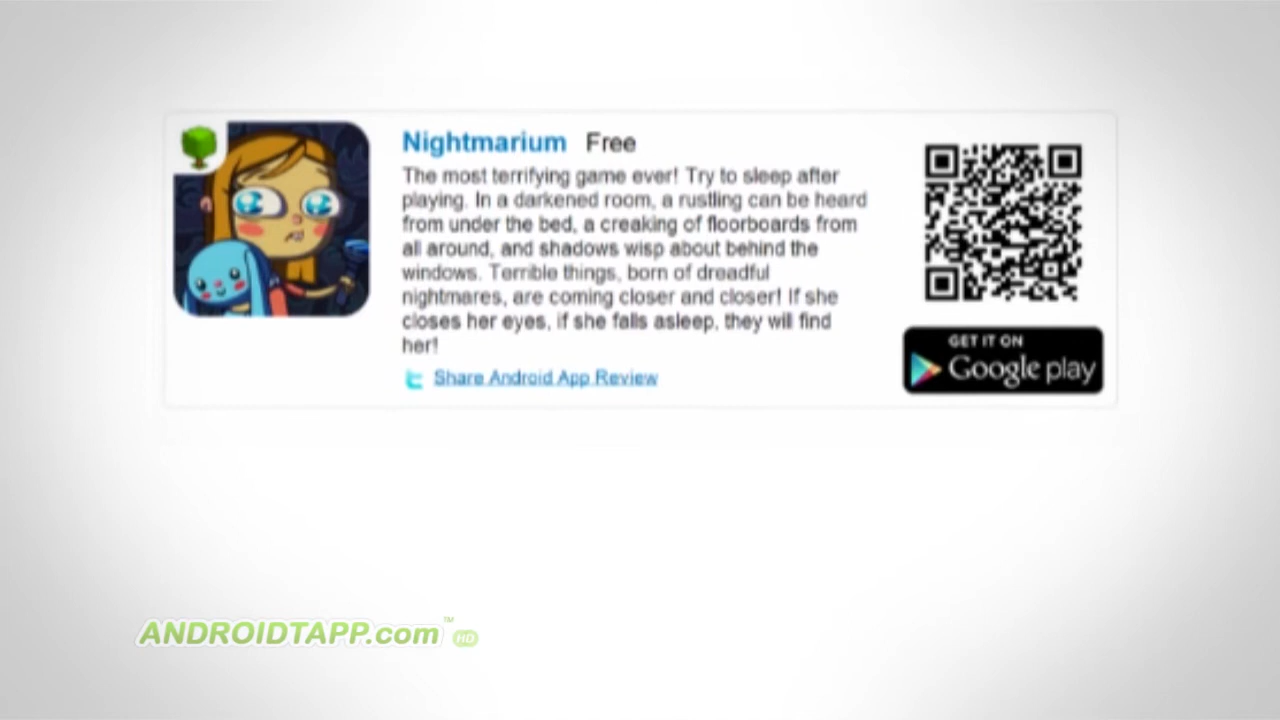 Nightmarium Free
The most terrifying game ever! Try to sleep after
playing. In a darkened room, a rustling can be heard
from under the bed, a creaking of floorboards from
all around, and shadows wisp about behind the
windows. Terrible things, born of dreadful
nightmares, are coming closer and closer! If she
closes her eyes, if she falls asleep, they will find
her!
Share Android App Review
GET IT ON
Google play
ANDROIDTAPP.com™ HD